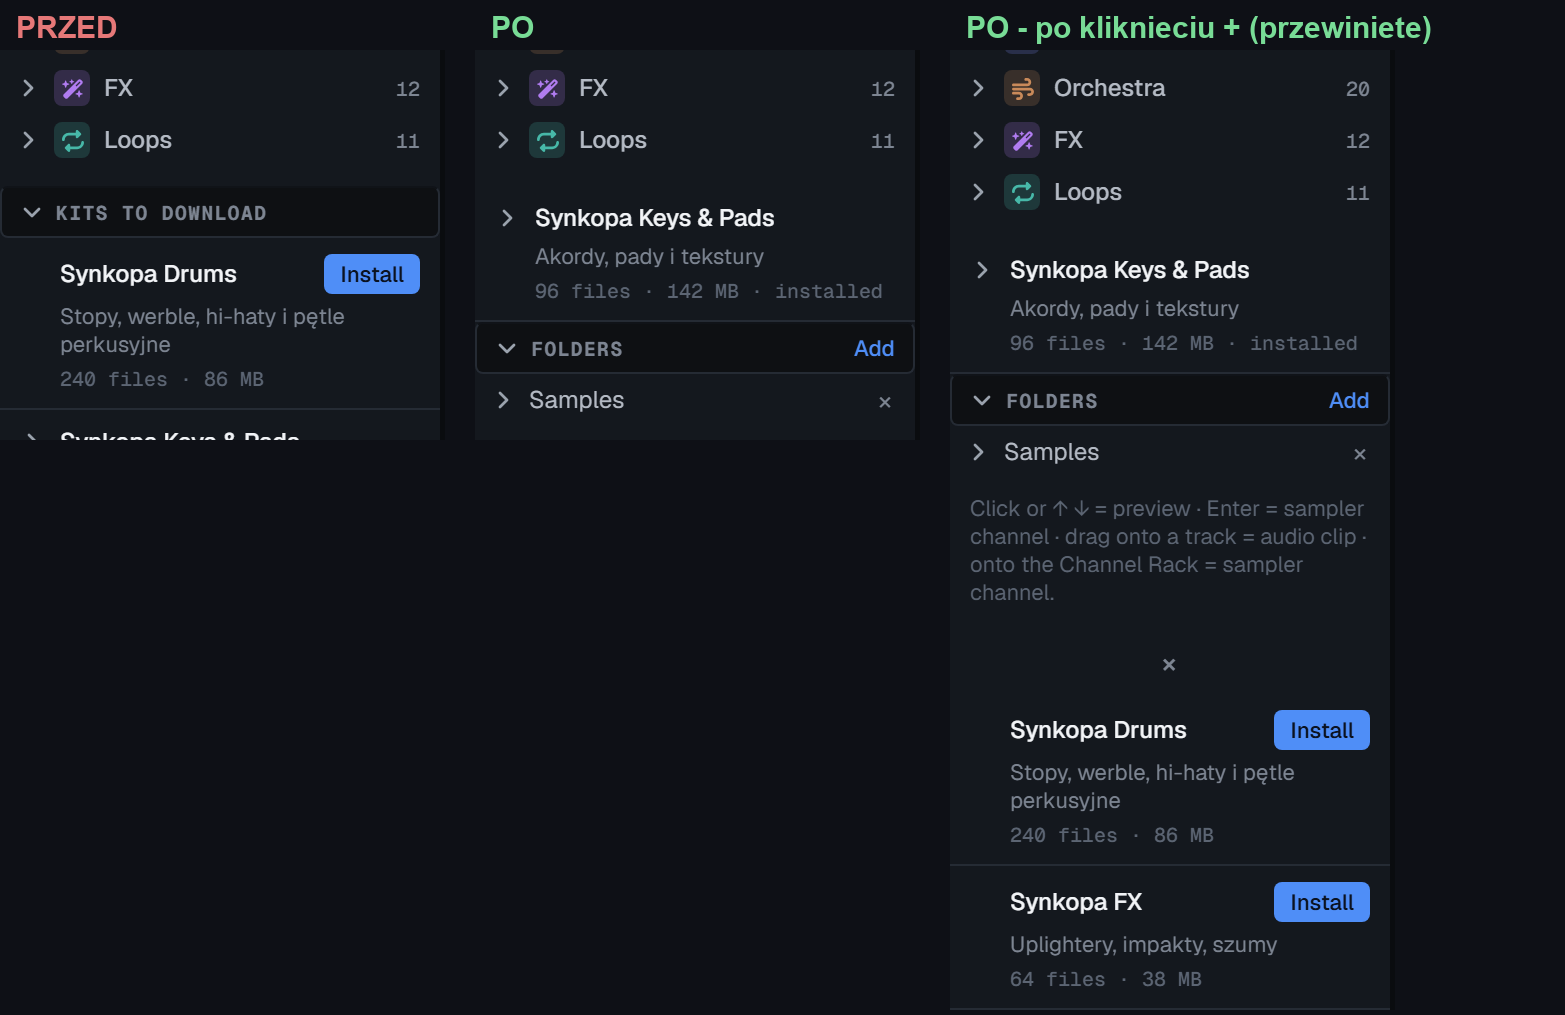 PRZED
FX 12
Loops 11
KITS TO DOWNLOAD
Synkopa Drums Install
Stopy, werble, hi-haty i pętle
perkusyjne
240 files · 86 MB
Synkopa Keys & Pads
PO
FX 12
Loops 11
Synkopa Keys & Pads
Akordy, pady i tekstury
96 files · 142 MB · installed
FOLDERS Add
Samples ×
PO - po kliknieciu + (przewiniete)
Orchestra 20
FX 12
Loops 11
Synkopa Keys & Pads
Akordy, pady i tekstury
96 files · 142 MB · installed
FOLDERS Add
Samples ×
Click or ↑ ↓ = preview · Enter = sampler
channel · drag onto a track = audio clip ·
onto the Channel Rack = sampler
channel.
×
Synkopa Drums Install
Stopy, werble, hi-haty i pętle
perkusyjne
240 files · 86 MB
Synkopa FX Install
Uplightery, impakty, szumy
64 files · 38 MB